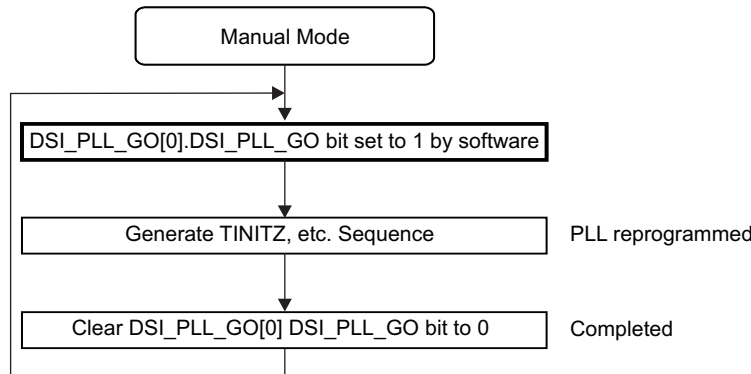 Manual Mode
DSI_PLL_GO[0].DSI_PLL_GO bit set to 1 by software
Generate TINITZ, etc. Sequence
PLL reprogrammed
Clear DSI_PLL_GO[0] DSI_PLL_GO bit to 0
Completed